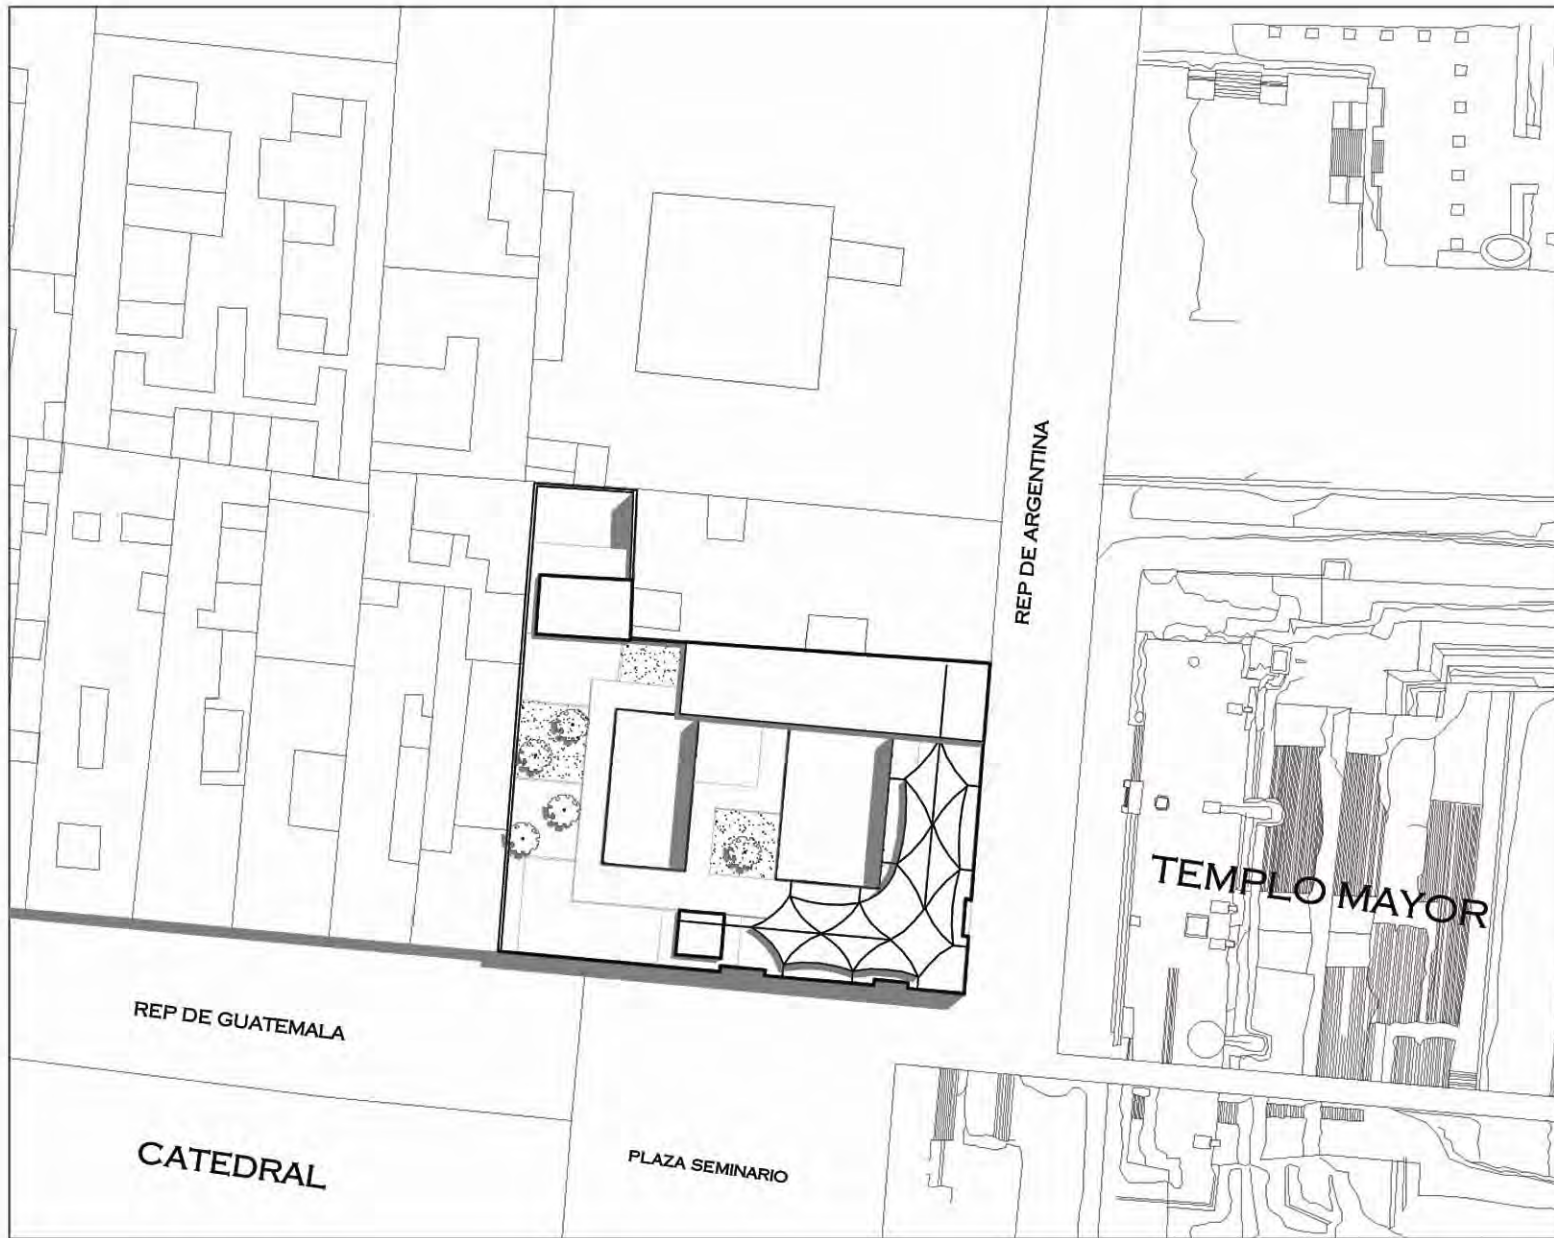 REP DE ARGENTINA
TEMPLO MAYOR
REP DE GUATEMALA
CATEDRAL
PLAZA SEMINARIO